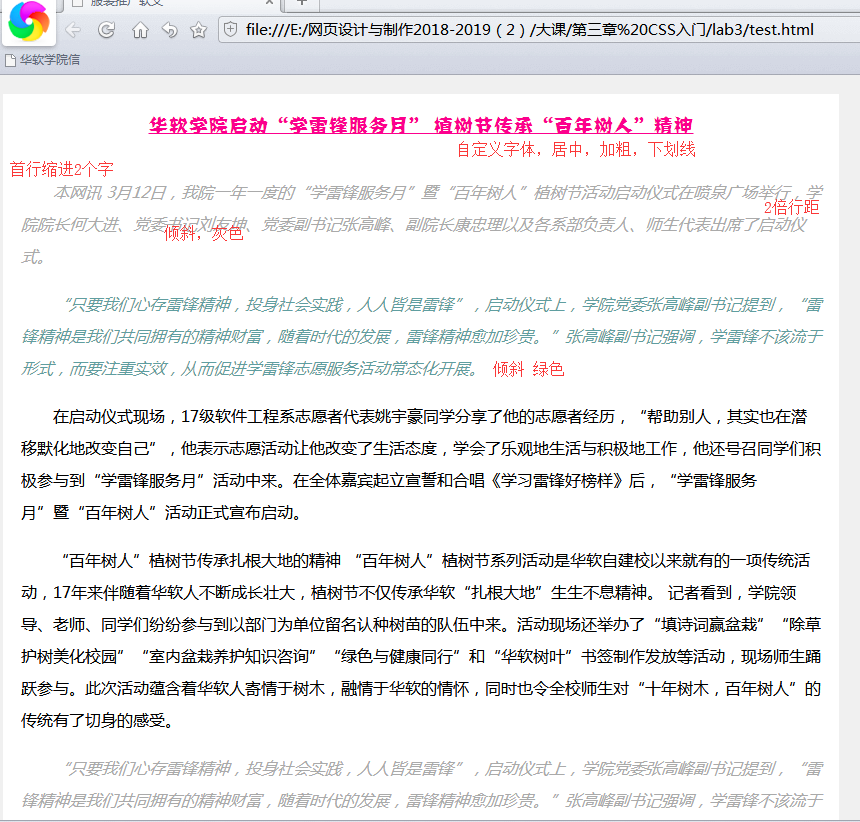 服装推广软文
file:///E:/网页设计与制作2018-2019（2）/大课/第三章%20CSS入门/lab3/test.html
华软学院信
华软学院启动“学雷锋服务月” 植树节传承“百年树人”精神
自定义字体，居中，加粗，下划线
首行缩进2个字
本网讯 3月12日，我院一年一度的“学雷锋服务月”暨“百年树人”植树节活动启动仪式在喷泉广场举行，学
2倍行距
院院长何大进、党委书记刘友坤、党委副书记张高峰、副院长康忠理以及各系部负责人、师生代表出席了启动仪
倾斜，灰色
式。
“只要我们心存雷锋精神，投身社会实践，人人皆是雷锋”，启动仪式上，学院党委张高峰副书记提到，“雷
锋精神是我们共同拥有的精神财富，随着时代的发展，雷锋精神愈加珍贵。”张高峰副书记强调，学雷锋不该流于
形式，而要注重实效，从而促进学雷锋志愿服务活动常态化开展。 倾斜 绿色
在启动仪式现场，17级软件工程系志愿者代表姚宇豪同学分享了他的志愿者经历，“帮助别人，其实也在潜
移默化地改变自己”，他表示志愿活动让他改变了生活态度，学会了乐观地生活与积极地工作，他还号召同学们积
极参与到“学雷锋服务月”活动中来。在全体嘉宾起立宣誓和合唱《学习雷锋好榜样》后，“学雷锋服务
月”暨“百年树人”活动正式宣布启动。
“百年树人”植树节传承扎根大地的精神 “百年树人”植树节系列活动是华软自建校以来就有的一项传统活
动，17年来伴随着华软人不断成长壮大，植树节不仅传承华软“扎根大地”生生不息精神。 记者看到，学院领
导、老师、同学们纷纷参与到以部门为单位留名认种树苗的队伍中来。活动现场还举办了“填诗词赢盆栽”“除草
护树美化校园”“室内盆栽养护知识咨询”“绿色与健康同行”和“华软树叶”书签制作发放等活动，现场师生踊
跃参与。此次活动蕴含着华软人寄情于树木，融情于华软的情怀，同时也令全校师生对“十年树木，百年树人”的
传统有了切身的感受。
“只要我们心存雷锋精神，投身社会实践，人人皆是雷锋”，启动仪式上，学院党委张高峰副书记提到，“雷
锋精神是我们共同拥有的精神财富，随着时代的发展，雷锋精神愈加珍贵。”张高峰副书记强调，学雷锋不该流于